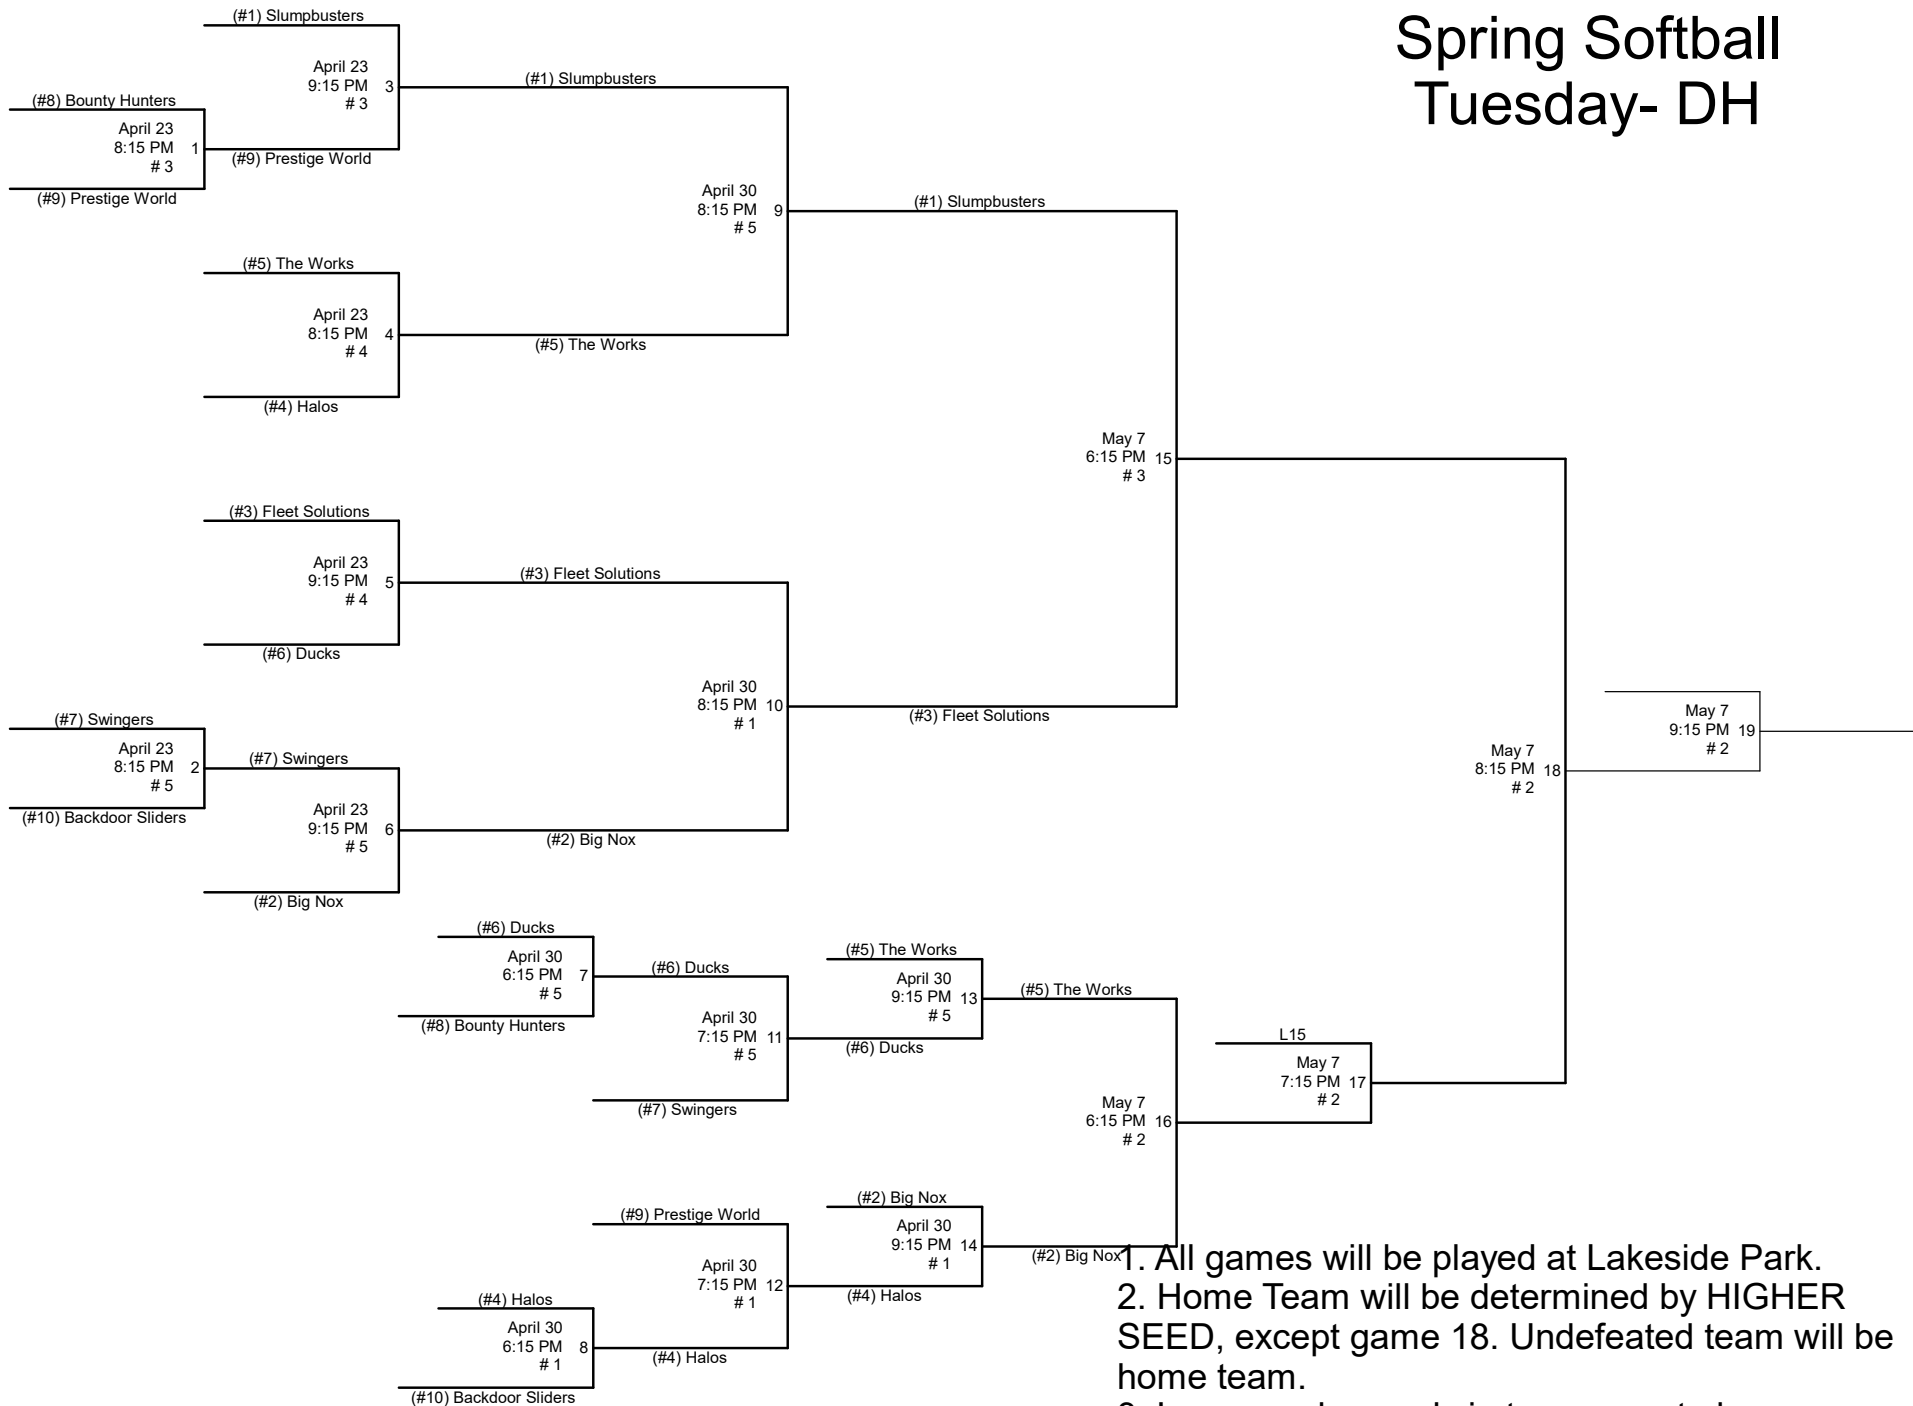 Spring Softball
Tuesday- DH
(#1) Slumpbusters
April 23
9:15 PM 3
# 3
(#1) Slumpbusters
(#8) Bounty Hunters
April 23
8:15 PM 1
# 3
(#9) Prestige World
(#9) Prestige World
April 30
8:15 PM 9
# 5
(#1) Slumpbusters
(#5) The Works
April 23
8:15 PM 4
# 4
(#5) The Works
(#4) Halos
May 7
6:15 PM 15
# 3
(#3) Fleet Solutions
April 23
9:15 PM 5
# 4
(#3) Fleet Solutions
(#6) Ducks
April 30
8:15 PM 10
# 1
(#3) Fleet Solutions
(#7) Swingers
April 23
8:15 PM 2
# 5
(#7) Swingers
(#10) Backdoor Sliders
April 23
9:15 PM 6
# 5
(#2) Big Nox
(#2) Big Nox
May 7
8:15 PM 18
# 2
May 7
9:15 PM 19
# 2
(#6) Ducks
April 30
6:15 PM 7
# 5
(#6) Ducks
(#8) Bounty Hunters
April 30
7:15 PM 11
# 5
(#7) Swingers
(#5) The Works
April 30
9:15 PM 13
# 5
(#5) The Works
(#6) Ducks
May 7
6:15 PM 16
# 2
L15
May 7
7:15 PM 17
# 2
(#9) Prestige World
April 30
7:15 PM 12
# 1
(#4) Halos
April 30
6:15 PM 8
# 1
(#4) Halos
(#10) Backdoor Sliders
(#2) Big Nox
April 30
9:15 PM 14
# 1
(#2) Big Nox
(#4) Halos
1. All games will be played at Lakeside Park.
2. Home Team will be determined by HIGHER
SEED, except game 18. Undefeated team will be
home team.